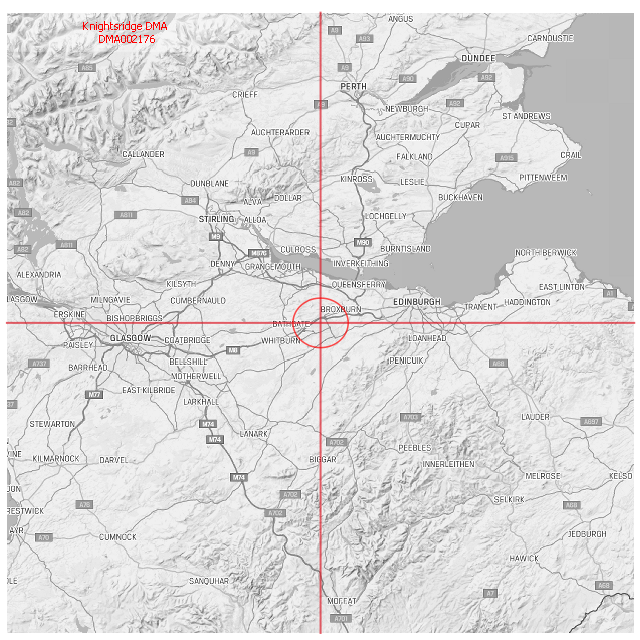 Knightsridge DMA
DMA002176
ANGUS
CARNOUSTIE
A9
A93
DUNDEE
A85
A9
A90
A92
PERTH
CRIEFF
A9
NEWBURGH
A92
ST ANDREWS
AUCHTERARDER
AUCHTERMUCHTY
CUPAR
CALLANDER
A9
FALKLAND
A915
CRAIL
A82
DUNBLANE
KINROSS
LESLIE
PITTENWEEM
A84
ALVA
DOLLAR
BUCKHAVEN
A82
A811
STIRLING
ALLOA
LOCHGELLY
A82
A811
M9
M876
CULROSS
M90
BURNTISLAND
NORTH BERWICK
DENNY
GRANGEMOUTH
INVERKEITHING
ALEXANDRIA
KILSYTH
QUEENSFERRY
EAST LINTON
A1
LASGOW
MILNGAVIE
CUMBERNAULD
EDINBURGH
HADDINGTON
ERSKINE
BISHOPBRIGGS
BROXBURN
TRANENT
BATHGATE
PAISLEY
GLASGOW
COATBRIDGE
WHITBURN
LOANHEAD
M8
A737
BARRHEAD
BELLSHILL
PENICUIK
A68
MOTHERWELL
M77
EAST KILBRIDE
LARKHALL
STEWARTON
M74
A703
LAUDER
A697
M74
LANARK
A702
PEEBLES
KILMARNOCK
DARVEL
BIGGAR
INNERLEITHEN
M74
MELROSE
KELSO
A76
A702
SELKIRK
A68
RESTWICK
A702
AYR
A70
CUMNOCK
JEDBURGH
HAWICK
SANQUHAR
A68
A7
MOFFAT
A701